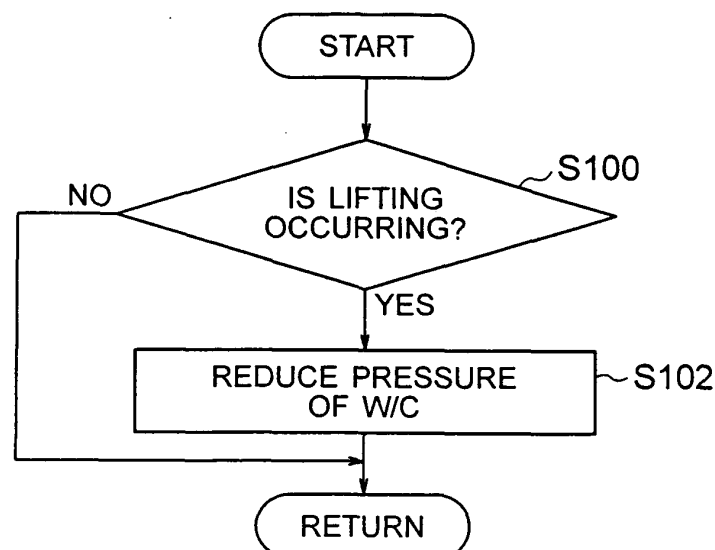 START
S100
NO
IS LIFTING
OCCURRING?
YES
REDUCE PRESSURE
OF W/C
S102
RETURN